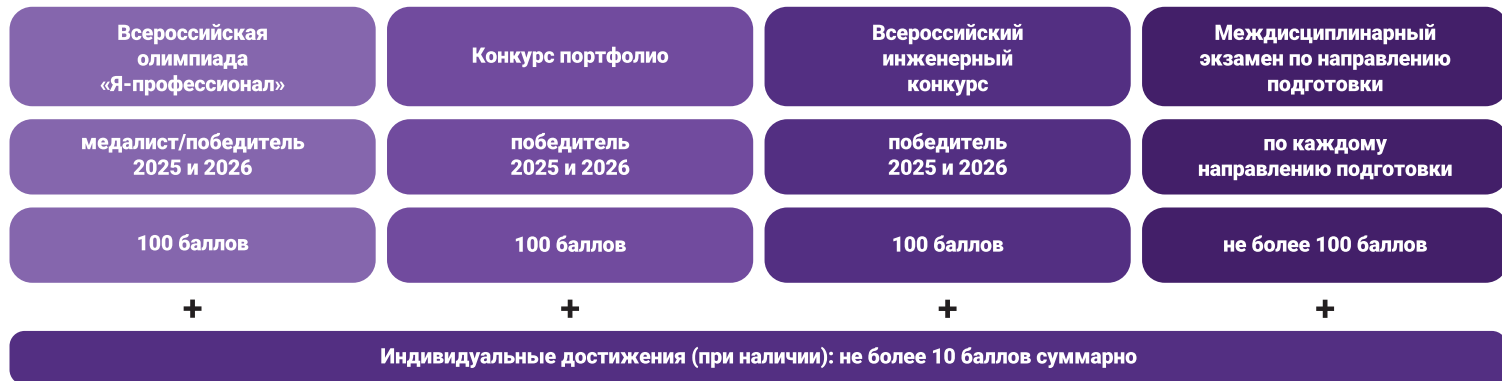 Всероссийская
олимпиада
«Я-профессионал»
Конкурс портфолио
Всероссийский
инженерный
конкурс
Междисциплинарный
экзамен по направлению
подготовки
медалист/победитель
2025 и 2026
победитель
2025 и 2026
победитель
2025 и 2026
по каждому
направлению подготовки
100 баллов
100 баллов
100 баллов
не более 100 баллов
+
+
+
+
Индивидуальные достижения (при наличии): не более 10 баллов суммарно